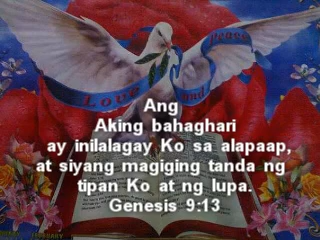 Love and Peace
Ang
Aking bahaghari
ay inilalagay Ko sa alapaap,
at siyang magiging tanda ng
tipan Ko at ng lupa.
Genesis 9:13